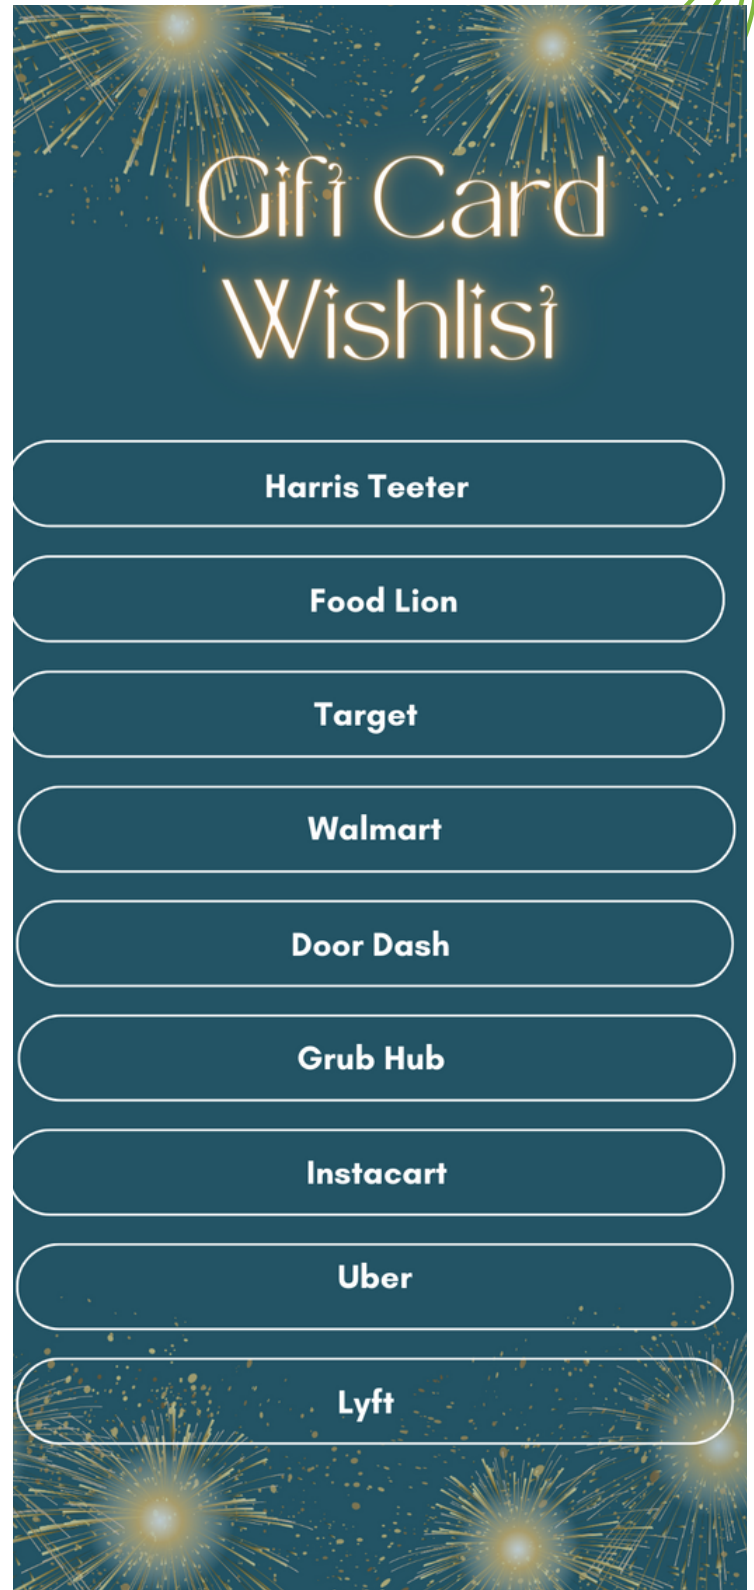 Gift Card
Wishlist
Harris Teeter
Food Lion
Target
Walmart
Door Dash
Grub Hub
Instacart
Uber
Lyft